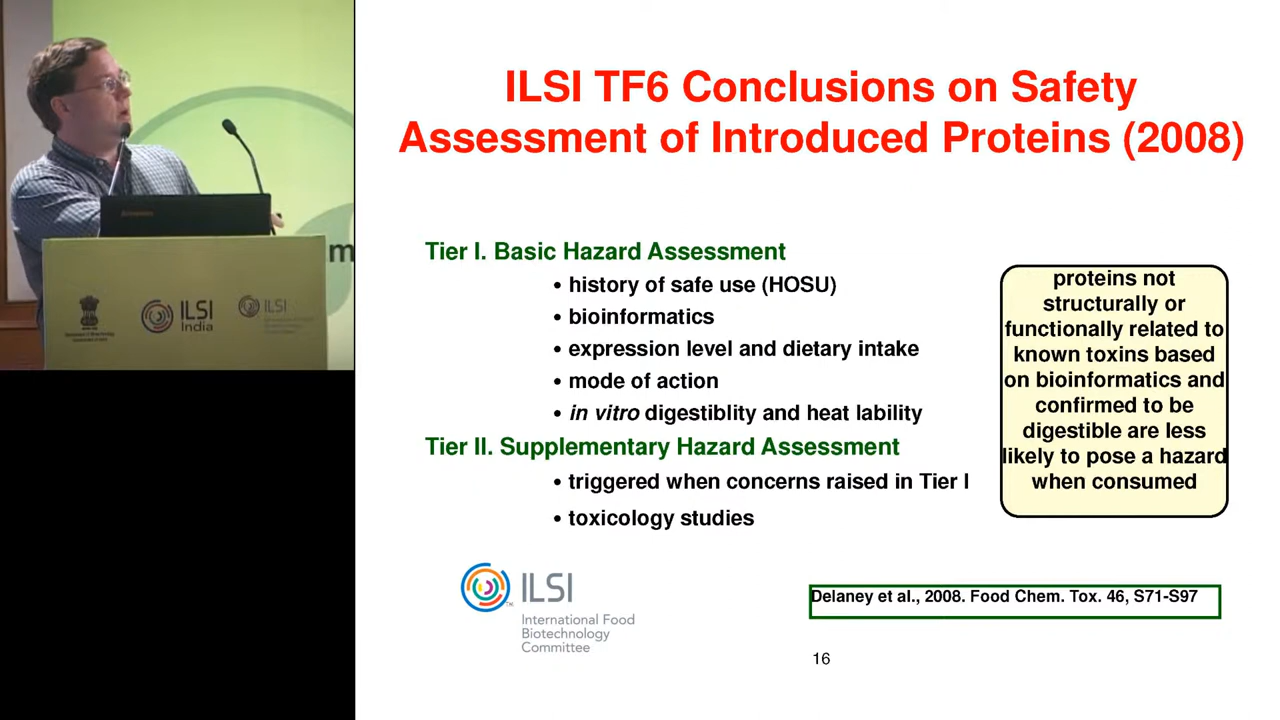 ILSI TF6 Conclusions on Safety
Assessment of Introduced Proteins (2008)
Tier I. Basic Hazard Assessment
• history of safe use (HOSU)
• bioinformatics
• expression level and dietary intake
• mode of action
• in vitro digestiblity and heat lability
Tier II. Supplementary Hazard Assessment
• triggered when concerns raised in Tier I
• toxicology studies
proteins not
structurally or
functionally related to
known toxins based
on bioinformatics and
confirmed to be
digestible are less
likely to pose a hazard
when consumed
ILSI
International Food
Biotechnology
Committee
Delaney et al., 2008. Food Chem. Tox. 46, S71-S97
16
m
ILSI
India
ILSI